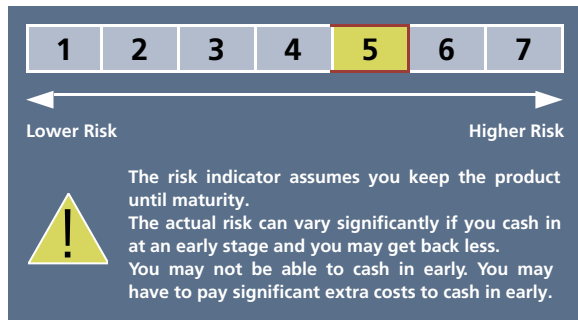 1 2 3 4 5 6 7
Lower Risk Higher Risk
The risk indicator assumes you keep the product
until maturity.
The actual risk can vary significantly if you cash in
at an early stage and you may get back less.
You may not be able to cash in early. You may
have to pay significant extra costs to cash in early.
!